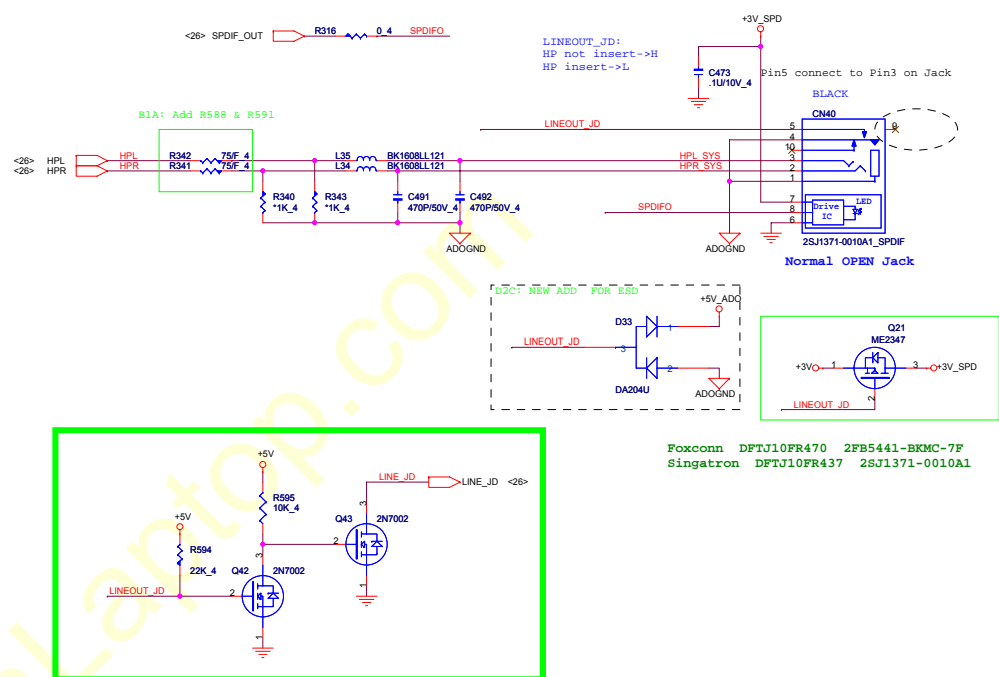 +3V_SPD
<26> SPDIF_OUT R316 0_4 SPDIFO
LINEOUT_JD:
HP not insert->H
HP insert->L
C473
.1U/10V_4
Pin5 connect to Pin3 on Jack
BLACK
CN40
B1A: Add R588 & R591
LINEOUT_JD 5 9
4
10
<26> HPL HPL R342 75/F_4 L35 BK1608LL121 HPL_SYS 3
<26> HPR HPR R341 75/F_4 L34 BK1608LL121 HPR_SYS 2
1
R340
*1K_4
R343
*1K_4
C491
470P/50V_4
C492
470P/50V_4
SPDIFO
7
8
6
Drive
IC
LED
ADOGND
ADOGND
2SJ1371-0010A1_SPDIF
Normal OPEN Jack
D2C: NEW ADD FOR ESD
+5V_ADO
D33
1
LINEOUT_JD 3
2
DA204U
ADOGND
Q21
ME2347
+3V 1 3 +3V_SPD
2
LINEOUT_JD
Foxconn DFTJ10FR470 2FB5441-BKMC-7F
Singatron DFTJ10FR437 2SJ1371-0010A1
+5V
R595
10K_4
LINE_JD LINE_JD <26>
3
Q43 2N7002
2
1
+5V
R594
22K_4
3
Q42 2N7002
LINEOUT_JD 2
1
laptop.com